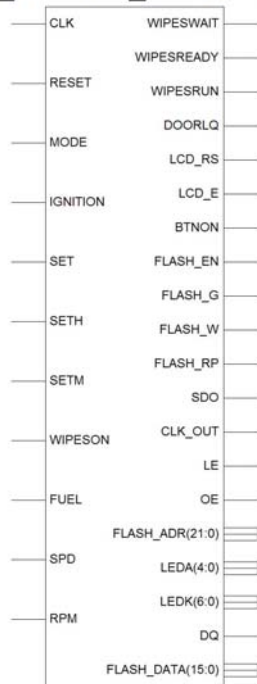 CLK
RESET
MODE
IGNITION
SET
SETH
SETM
WIPESON
FUEL
SPD
RPM
WIPESWAIT
WIPESREADY
WIPESRUN
DOORLQ
LCD_RS
LCD_E
BTNON
FLASH_EN
FLASH_G
FLASH_W
FLASH_RP
SDO
CLK_OUT
LE
OE
FLASH_ADR(21:0)
LEDA(4:0)
LEDK(6:0)
DQ
FLASH_DATA(15:0)